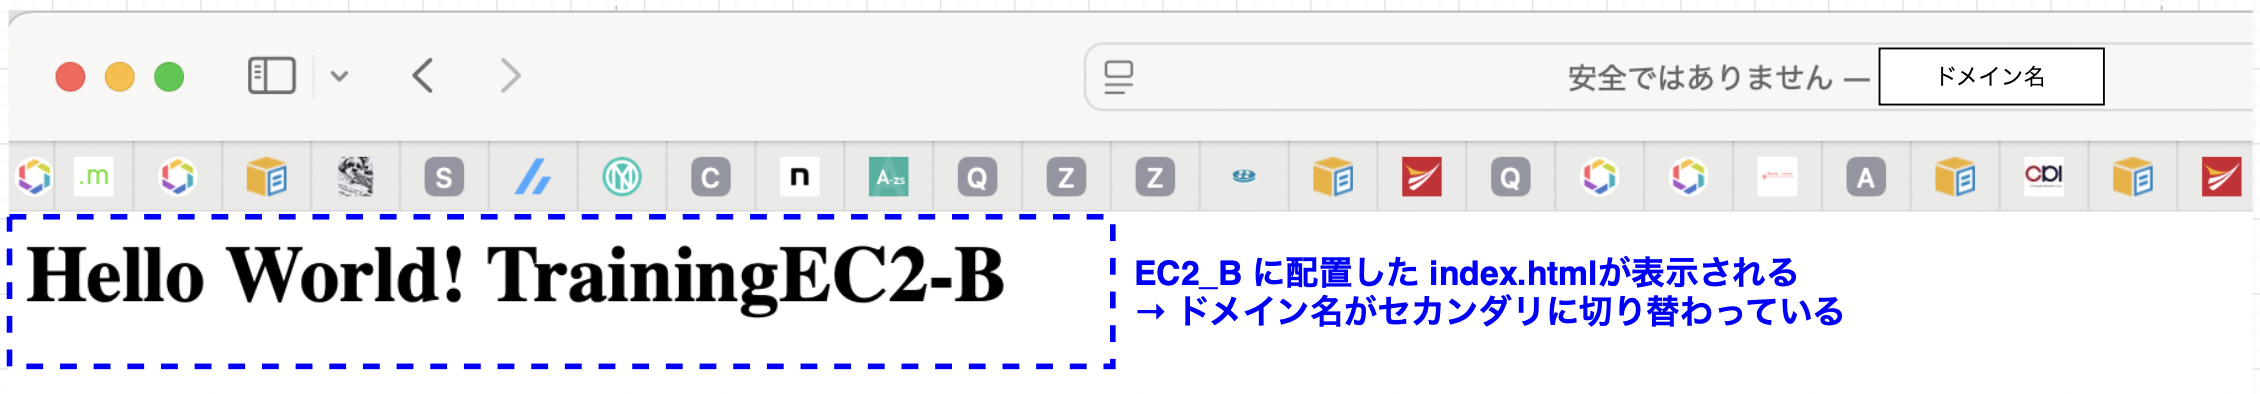 安全ではありません — ドメイン名
.m S C n A-zs Q Z Z Q A CDI
Hello World! TrainingEC2-B
EC2_B に配置した index.htmlが表示される
→ ドメイン名がセカンダリに切り替わっている